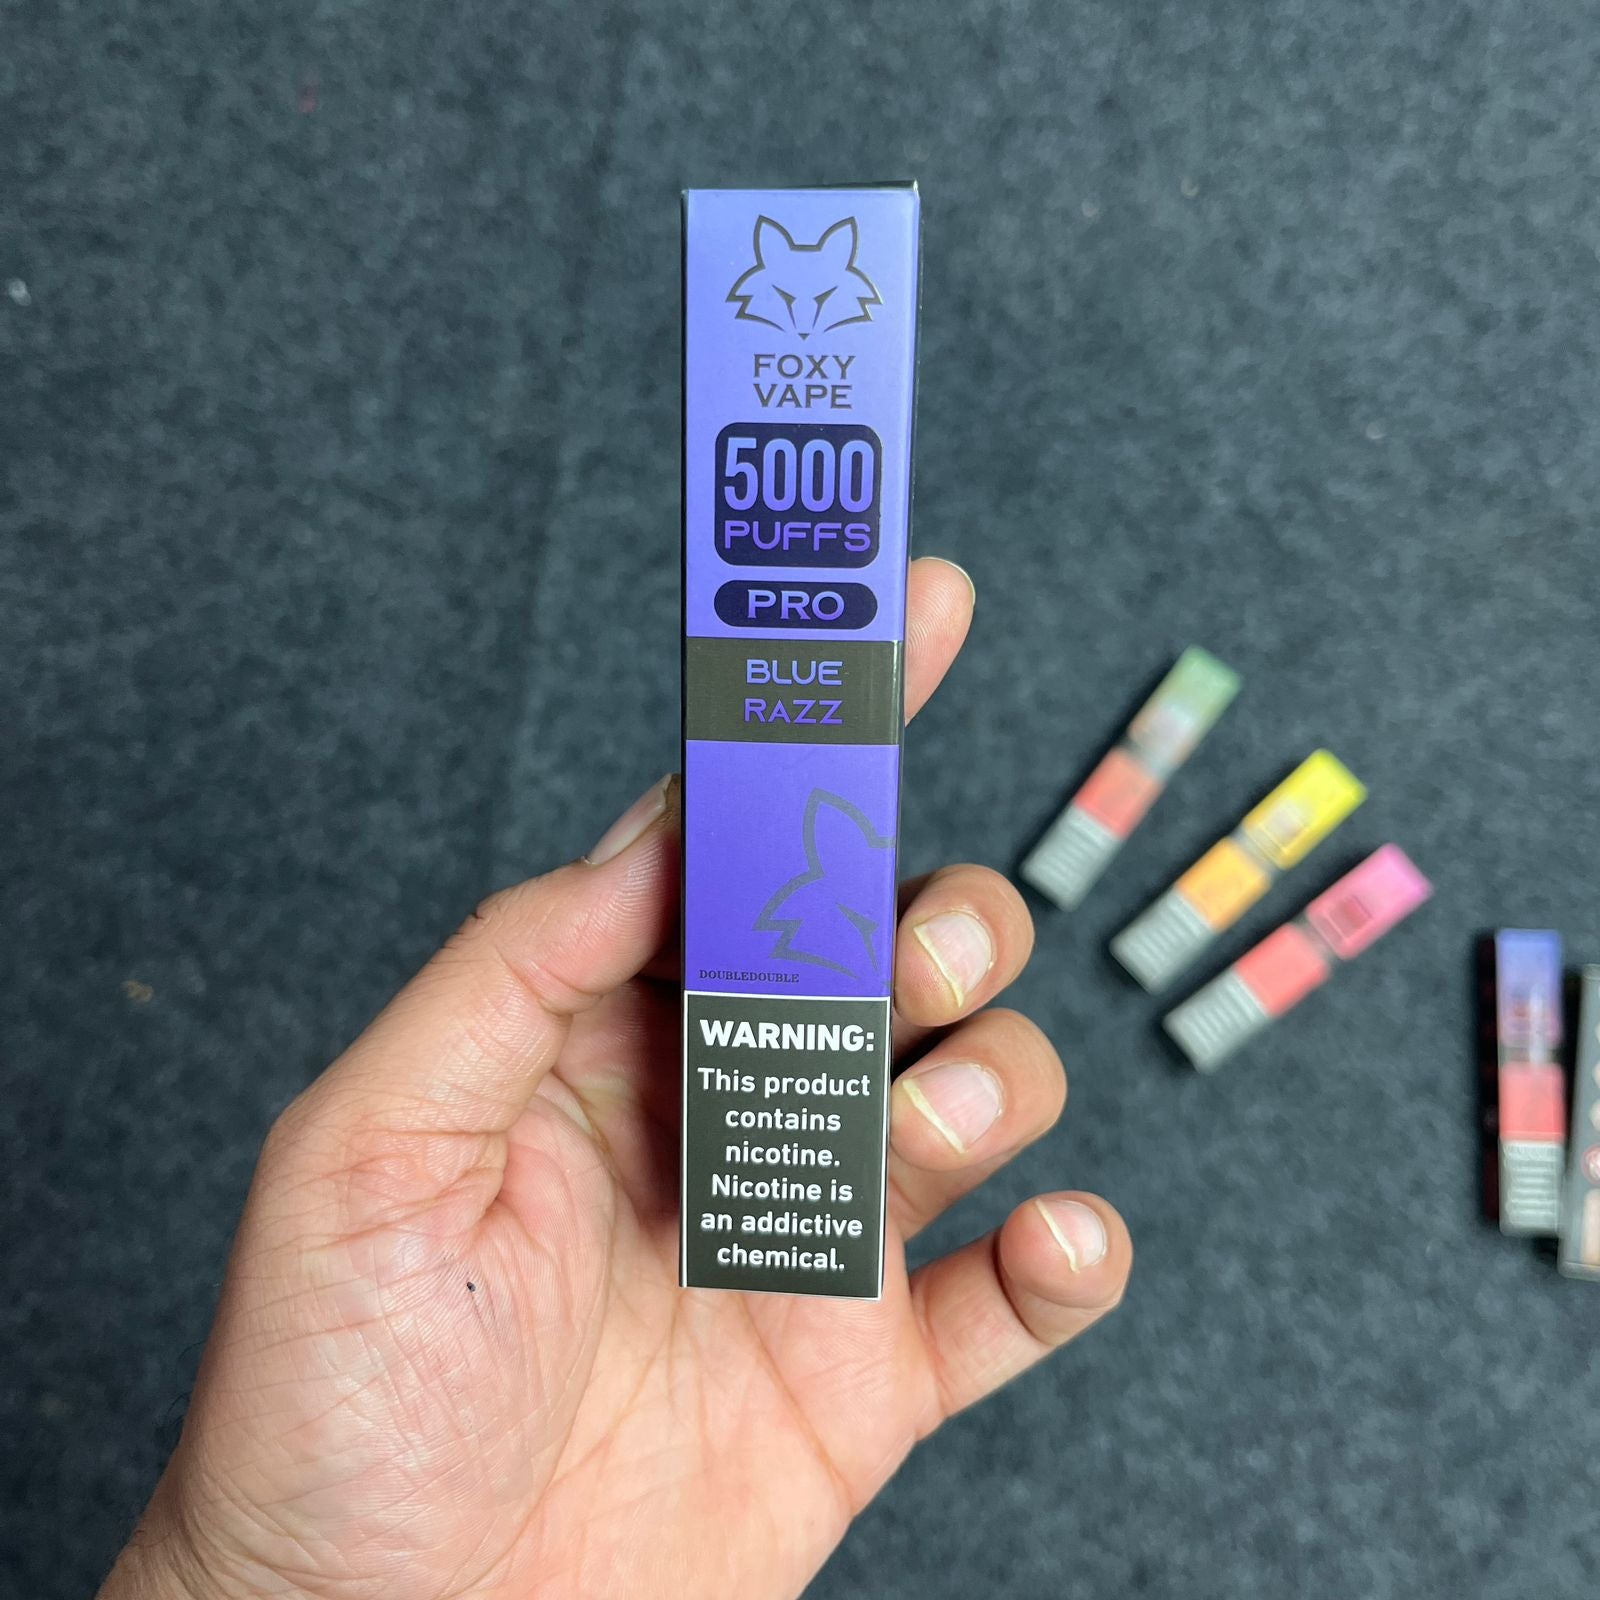 FOXY
VAPE
5000
PUFFS
PRO
BLUE
RAZZ
DOUBLEDOUBLE
WARNING:
This product
contains
nicotine.
Nicotine is
an addictive
chemical.